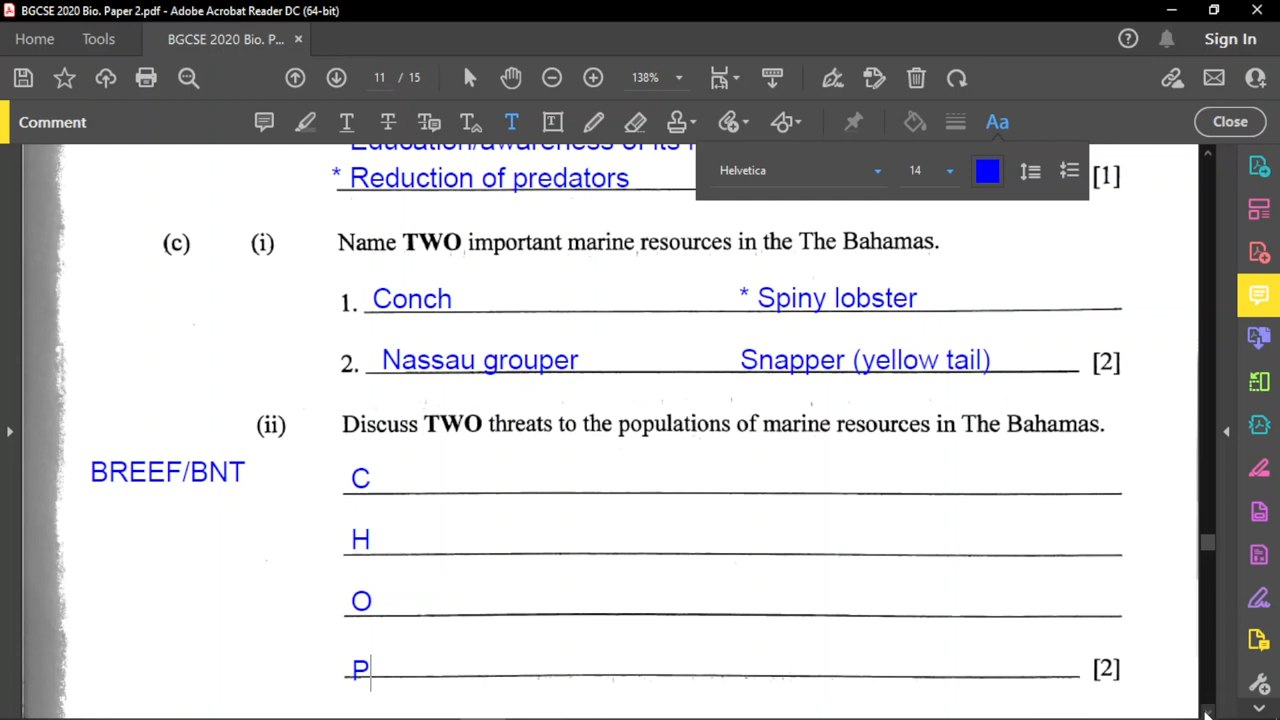 BGCSE 2020 Bio. Paper 2.pdf - Adobe Acrobat Reader DC (64-bit)
Home Tools BGCSE 2020 Bio. P... × Sign In
11 / 15 138%
Comment Close
Helvetica 14 Aa
* Reduction of predators [1]
(c) (i) Name TWO important marine resources in the The Bahamas.
1. Conch * Spiny lobster
2. Nassau grouper Snapper (yellow tail) [2]
(ii) Discuss TWO threats to the populations of marine resources in The Bahamas.
BREEF/BNT C
H
O
P [2]